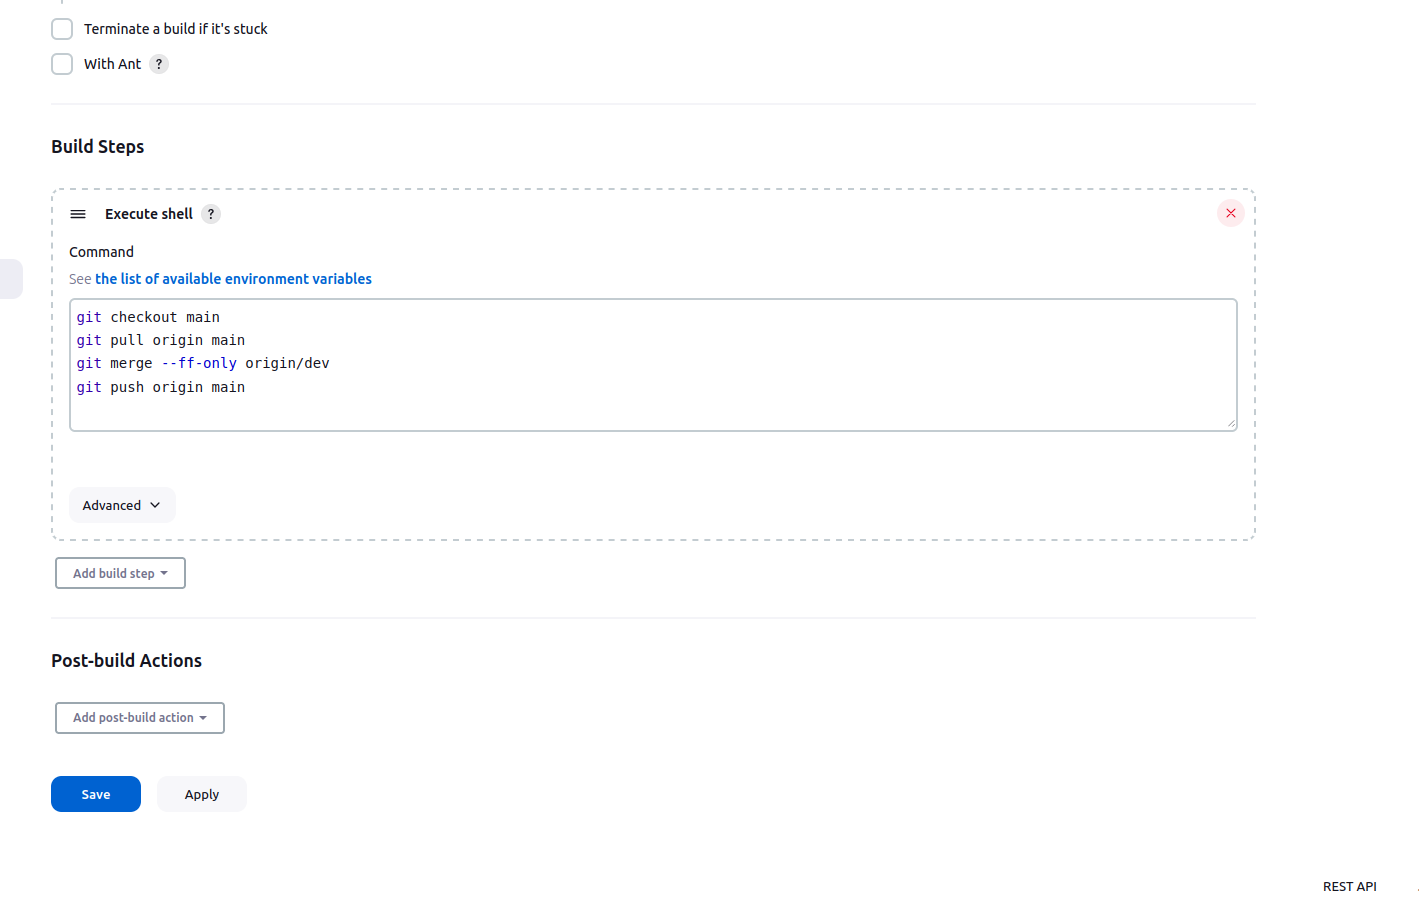 Terminate a build if it's stuck
With Ant ?
Build Steps
Execute shell ?
Command
See the list of available environment variables
git checkout main
git pull origin main
git merge --ff-only origin/dev
git push origin main
Advanced
Add build step
Post-build Actions
Add post-build action
Save Apply
REST API